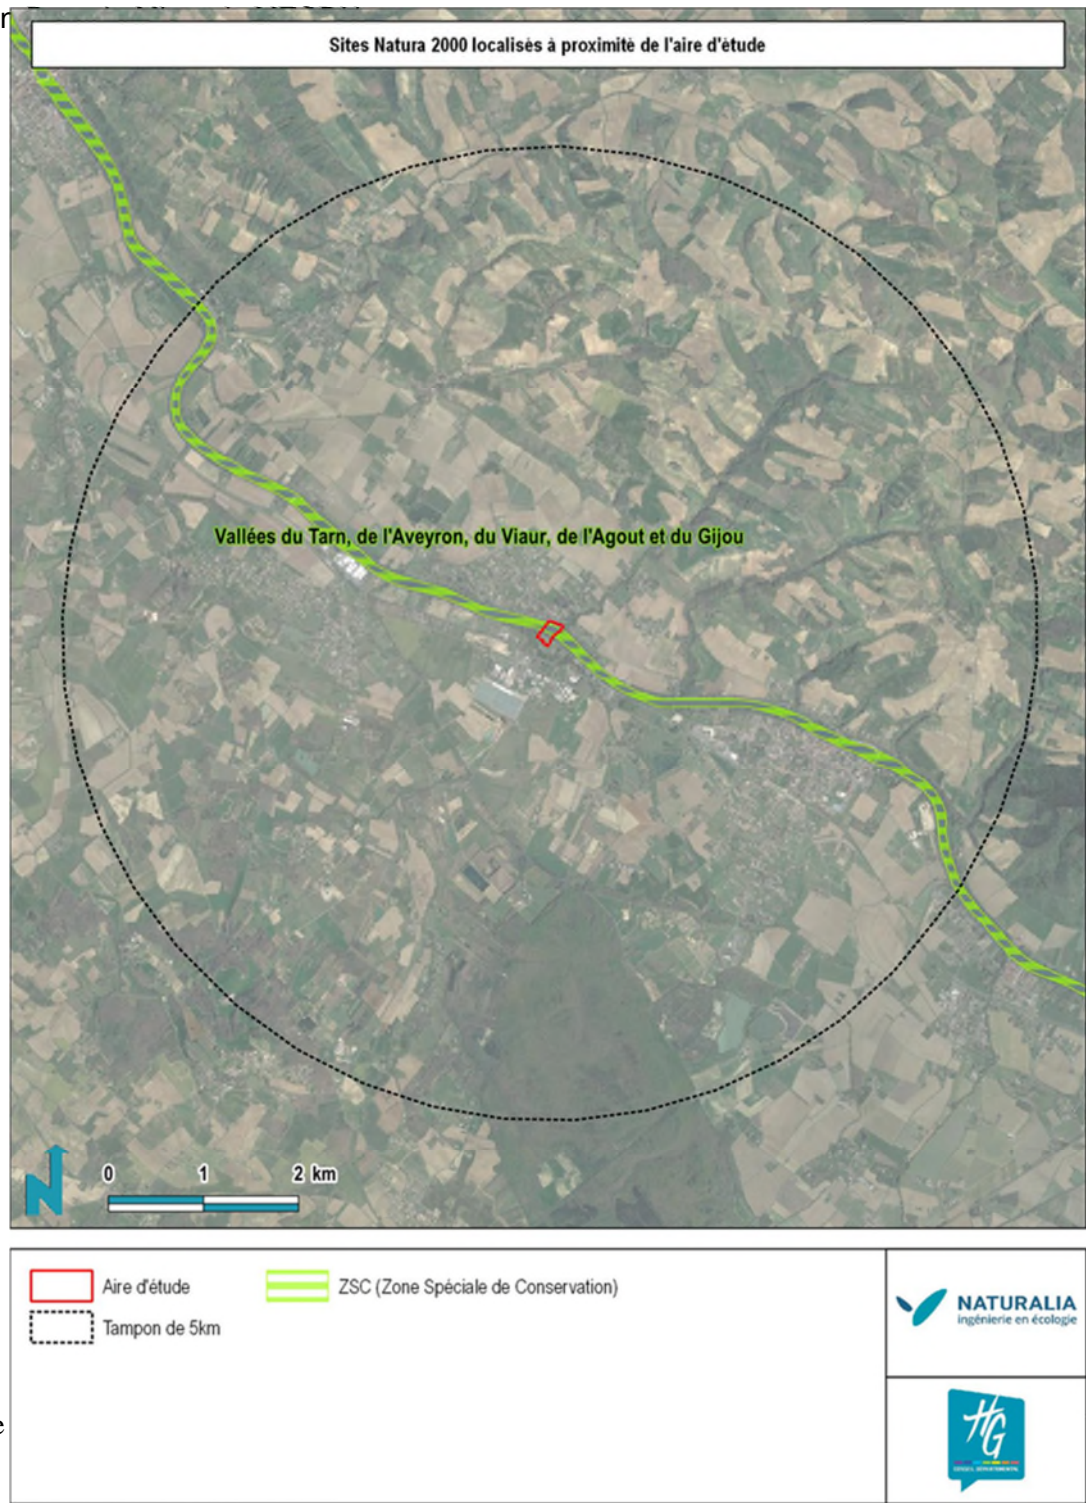 Sites Natura 2000 localisés à proximité de l'aire d'étude
Vallées du Tarn, de l'Aveyron, du Viaur, de l'Agout et du Gijou
N
0 1 2 km
Aire d'étude
ZSC (Zone Spéciale de Conservation)
Tampon de 5km
NATURALIA
ingénierie en écologie
HG
CONSEIL DÉPARTEMENTAL